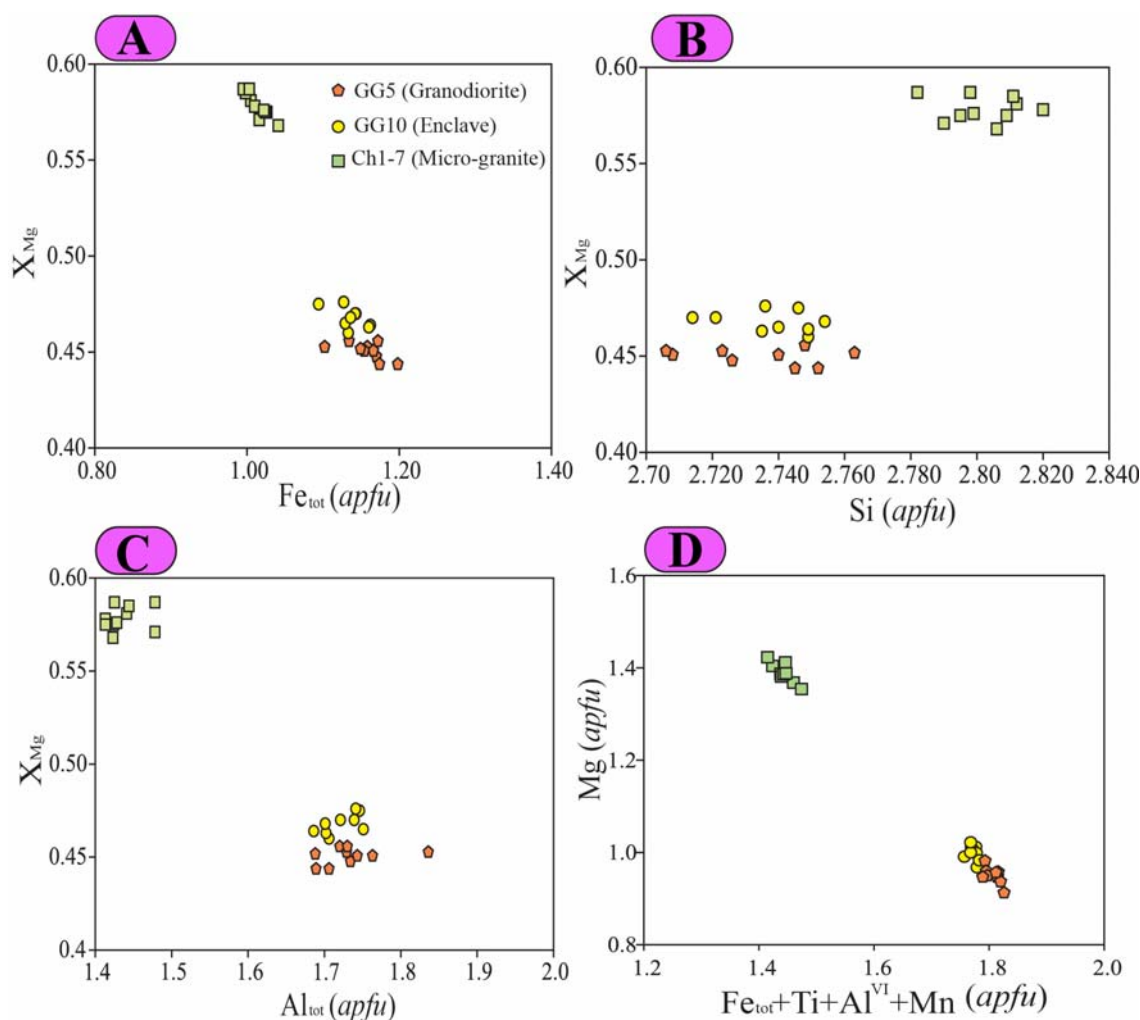 A
0.60
0.55
0.50
0.45
0.40
XMg
0.80
1.00
1.20
1.40
Fetot (apfu)
GG5 (Granodiorite)
GG10 (Enclave)
Ch1-7 (Micro-granite)
B
0.60
0.55
0.50
0.45
0.40
XMg
2.70
2.720
2.740
2.760
2.780
2.80
2.820
2.840
Si (apfu)
C
0.60
0.55
0.50
0.45
0.4
XMg
1.4
1.5
1.6
1.7
1.8
1.9
2.0
Altot (apfu)
D
1.6
1.4
1.2
1.0
0.8
Mg (apfu)
1.2
1.4
1.6
1.8
2.0
Fetot+Ti+AlVI+Mn (apfu)